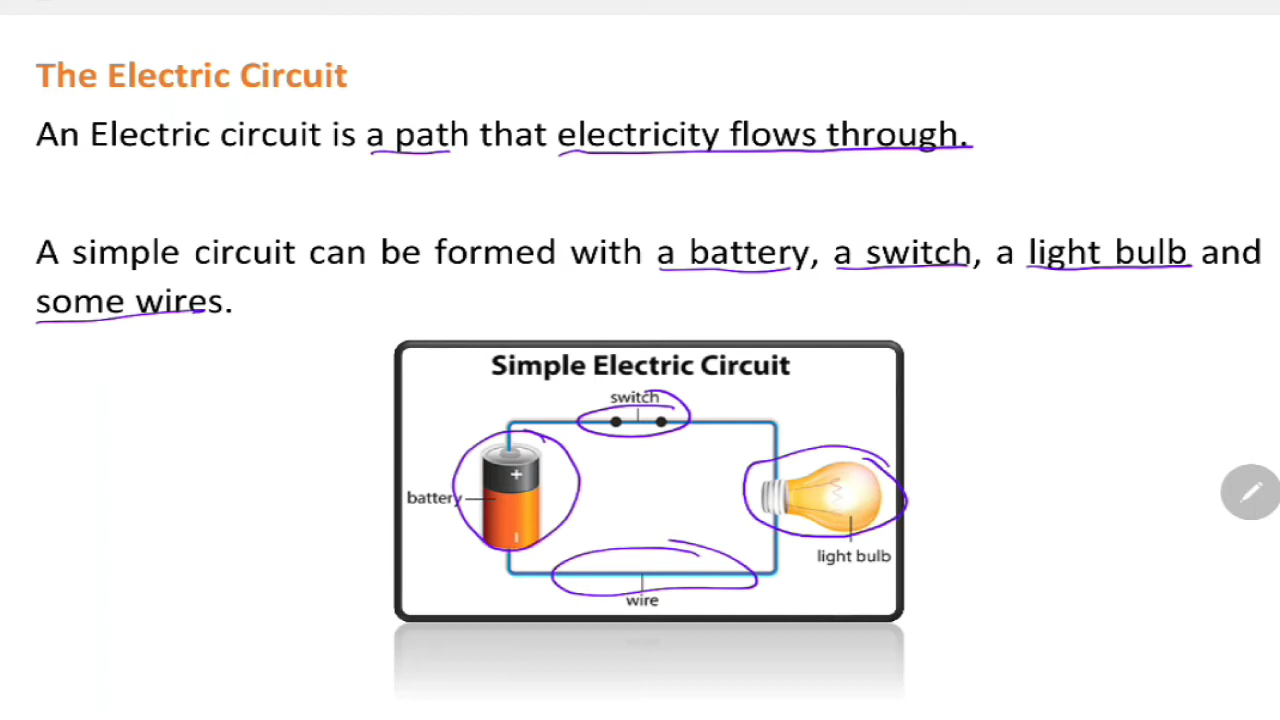 The Electric Circuit
An Electric circuit is a path that electricity flows through.
A simple circuit can be formed with a battery, a switch, a light bulb and
some wires.
Simple Electric Circuit
switch
+
battery
light bulb
wire